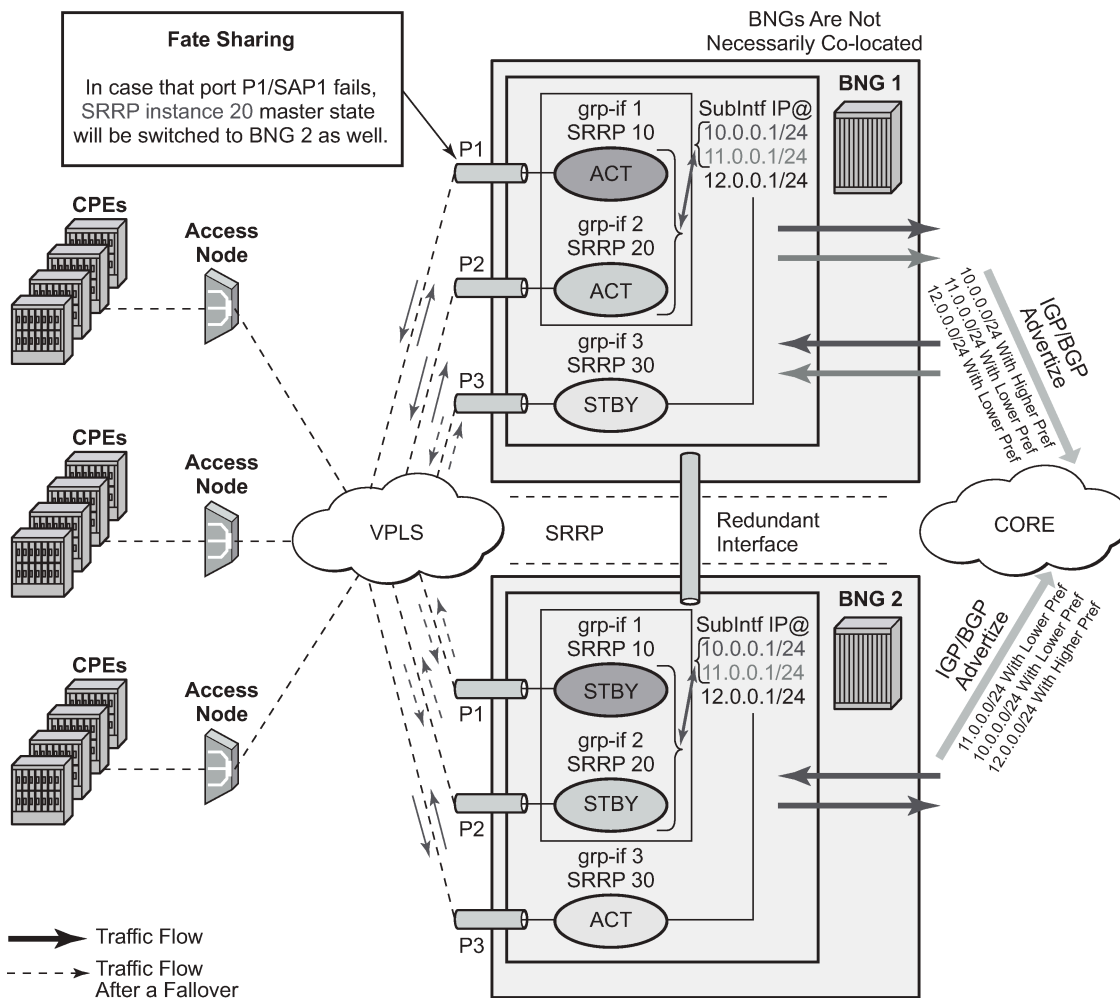 Fate Sharing
In case that port P1/SAP1 fails,
SRRP instance 20 master state
will be switched to BNG 2 as well.
BNGs Are Not
Necessarily Co-located
BNG 1
grp-if 1
SRRP 10
ACT
SubIntf IP@
10.0.0.1/24
11.0.0.1/24
12.0.0.1/24
P1
grp-if 2
SRRP 20
ACT
P2
grp-if 3
SRRP 30
STBY
P3
CPEs
Access
Node
CPEs
Access
Node
CPEs
Access
Node
VPLS
SRRP
Redundant
Interface
IGP/BGP
Advertize
10.0.0.0/24 With Higher Pref
11.0.0.0/24 With Lower Pref
12.0.0.0/24 With Lower Pref
CORE
BNG 2
grp-if 1
SRRP 10
STBY
SubIntf IP@
10.0.0.1/24
11.0.0.1/24
12.0.0.1/24
P1
grp-if 2
SRRP 20
STBY
P2
grp-if 3
SRRP 30
ACT
P3
IGP/BGP
Advertize
11.0.0.0/24 With Lower Pref
10.0.0.0/24 With Lower Pref
12.0.0.0/24 With Higher Pref
Traffic Flow
Traffic Flow
After a Fallover